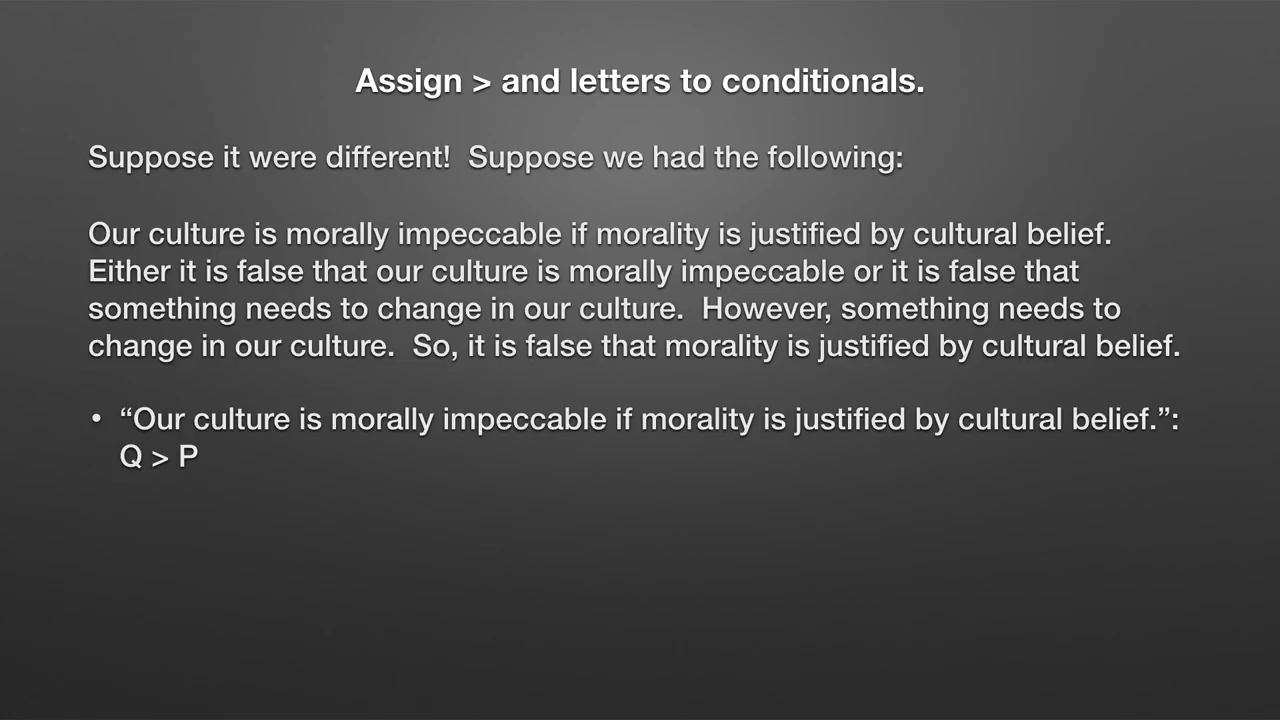 Assign > and letters to conditionals.
Suppose it were different!  Suppose we had the following:
Our culture is morally impeccable if morality is justified by cultural belief.
Either it is false that our culture is morally impeccable or it is false that
something needs to change in our culture.  However, something needs to
change in our culture.  So, it is false that morality is justified by cultural belief.
• “Our culture is morally impeccable if morality is justified by cultural belief.”:
Q > P